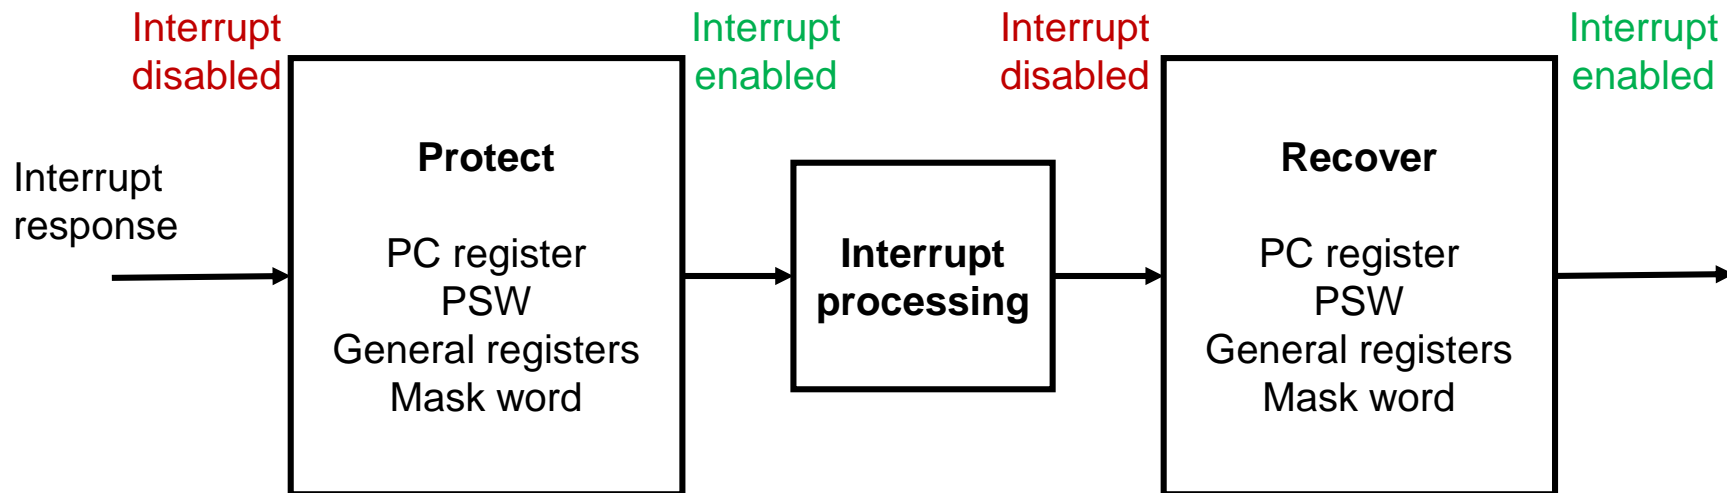 Interrupt
disabled
Interrupt
enabled
Interrupt
disabled
Interrupt
enabled
Interrupt
response
Protect
PC register
PSW
General registers
Mask word
Interrupt
processing
Recover
PC register
PSW
General registers
Mask word